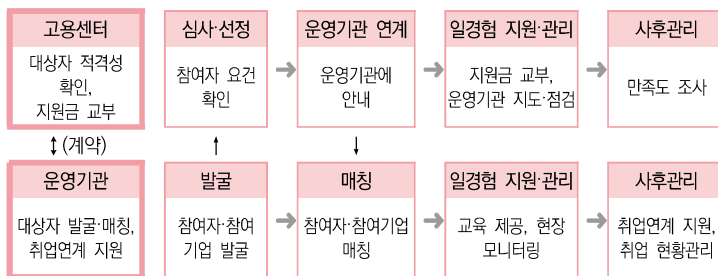 고용센터
대상자 적격성
확인,
지원금 교부
심사·선정
참여자 요건
확인
운영기관 연계
운영기관에
안내
일경험 지원·관리
지원금 교부,
운영기관 지도·점검
사후관리
만족도 조사
(계약)
운영기관
대상자 발굴·매칭,
취업연계 지원
발굴
참여자·참여
기업 발굴
매칭
참여자·참여기업
매칭
일경험 지원·관리
교육 제공, 현장
모니터링
사후관리
취업연계 지원,
취업 현황관리